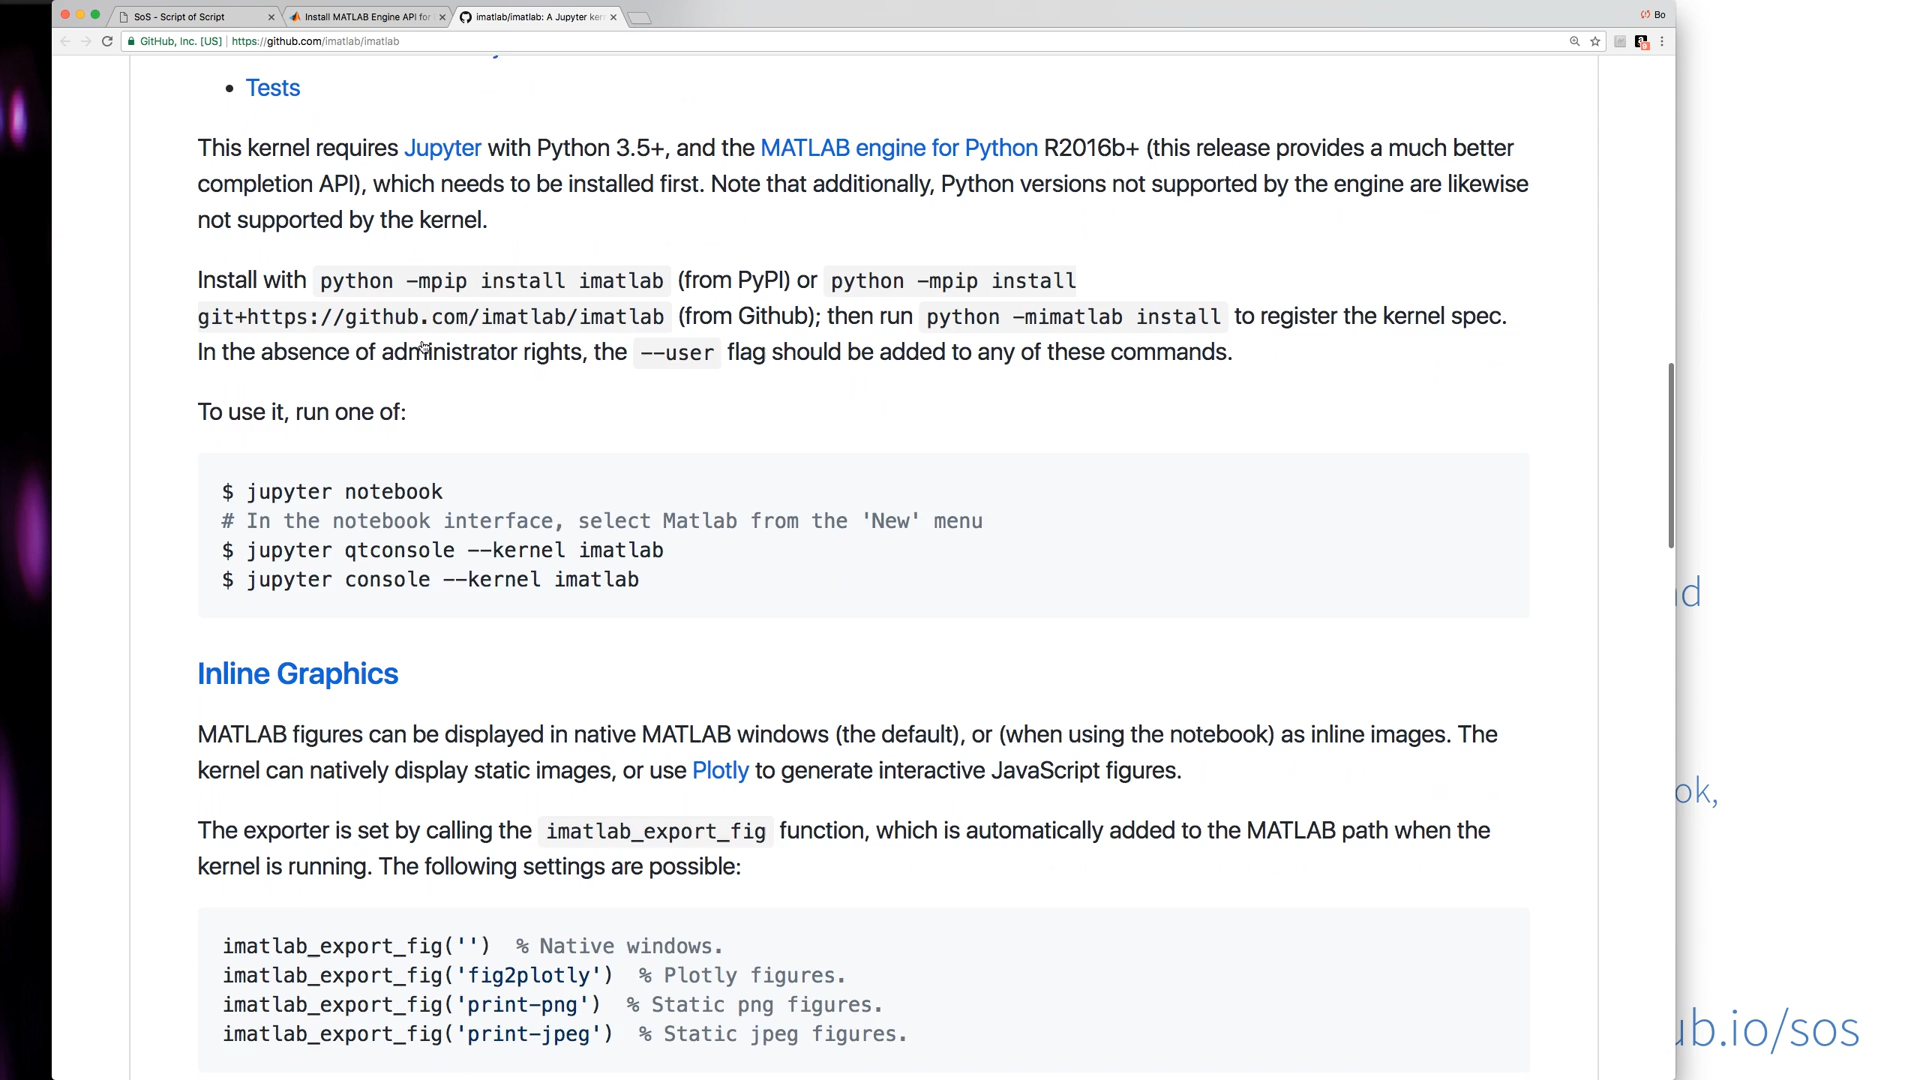 SoS - Script of Script
Install MATLAB Engine API for
imatlab/imatlab: A Jupyter ker
Bo
GitHub, Inc. [US] | https://github.com/imatlab/imatlab
• Tests
This kernel requires Jupyter with Python 3.5+, and the MATLAB engine for Python R2016b+ (this release provides a much better
completion API), which needs to be installed first. Note that additionally, Python versions not supported by the engine are likewise
not supported by the kernel.
Install with python -mpip install imatlab (from PyPI) or python -mpip install
git+https://github.com/imatlab/imatlab (from Github); then run python -mimatlab install to register the kernel spec.
In the absence of administrator rights, the --user flag should be added to any of these commands.
To use it, run one of:
$ jupyter notebook
# In the notebook interface, select Matlab from the 'New' menu
$ jupyter qtconsole --kernel imatlab
$ jupyter console --kernel imatlab
Inline Graphics
MATLAB figures can be displayed in native MATLAB windows (the default), or (when using the notebook) as inline images. The
kernel can natively display static images, or use Plotly to generate interactive JavaScript figures.
The exporter is set by calling the imatlab_export_fig function, which is automatically added to the MATLAB path when the
kernel is running. The following settings are possible:
imatlab_export_fig('') % Native windows.
imatlab_export_fig('fig2plotly') % Plotly figures.
imatlab_export_fig('print-png') % Static png figures.
imatlab_export_fig('print-jpeg') % Static jpeg figures.
ok,
ub.io/sos